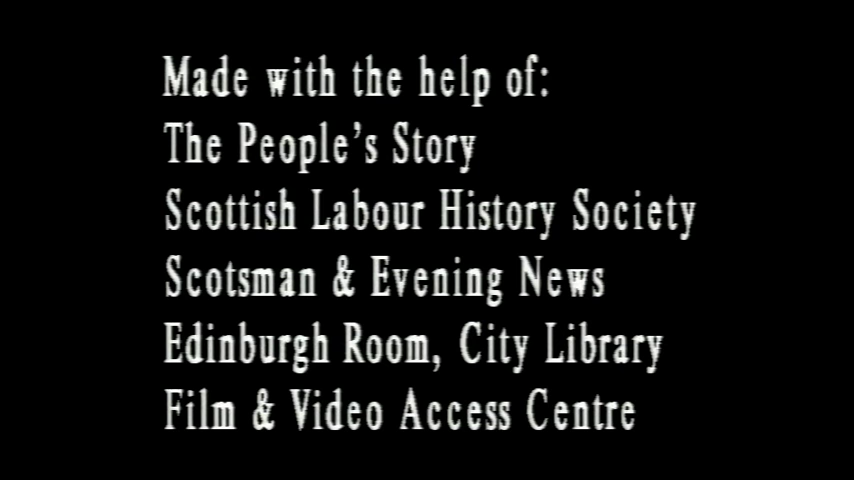 Made with the help of:
The People's Story
Scottish Labour History Society
Scotsman & Evening News
Edinburgh Room, City Library
Film & Video Access Centre